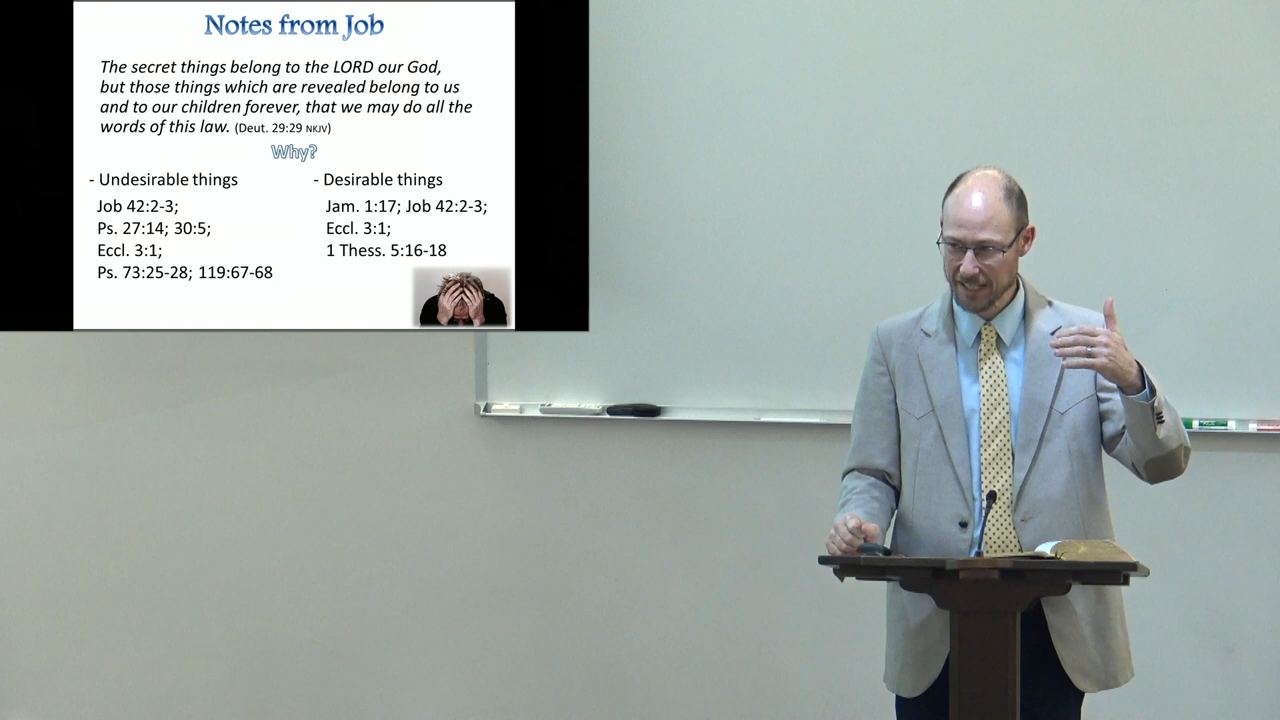 Notes from Job
The secret things belong to the LORD our God,
but those things which are revealed belong to us
and to our children forever, that we may do all the
words of this law. (Deut. 29:29 NKJV)
Why?
- Undesirable things
Job 42:2-3;
Ps. 27:14; 30:5;
Eccl. 3:1;
Ps. 73:25-28; 119:67-68
- Desirable things
Jam. 1:17; Job 42:2-3;
Eccl. 3:1;
1 Thess. 5:16-18